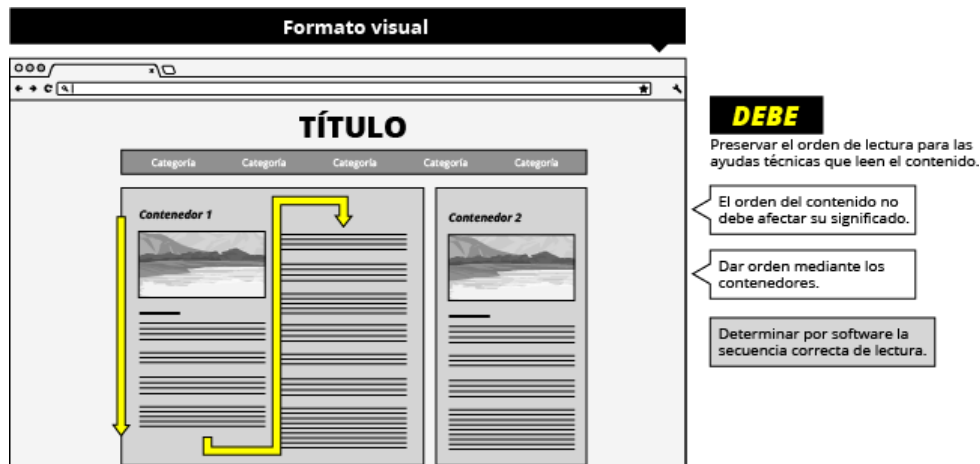 Formato visual
TÍTULO
Categoría Categoría Categoría Categoría Categoría
Contenedor 1
Contenedor 2
DEBE
Preservar el orden de lectura para las
ayudas técnicas que leen el contenido.
El orden del contenido no
debe afectar su significado.
Dar orden mediante los
contenedores.
Determinar por software la
secuencia correcta de lectura.